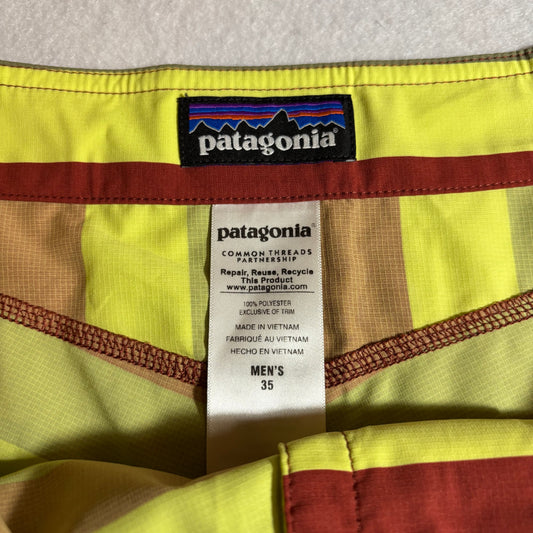 patagonia®
patagonia®
COMMON THREADS
PARTNERSHIP
Repair, Reuse, Recycle
This Product
www.patagonia.com
100% POLYESTER
EXCLUSIVE OF TRIM
MADE IN VIETNAM
FABRIQUÉ AU VIETNAM
HECHO EN VIETNAM
MEN'S
35